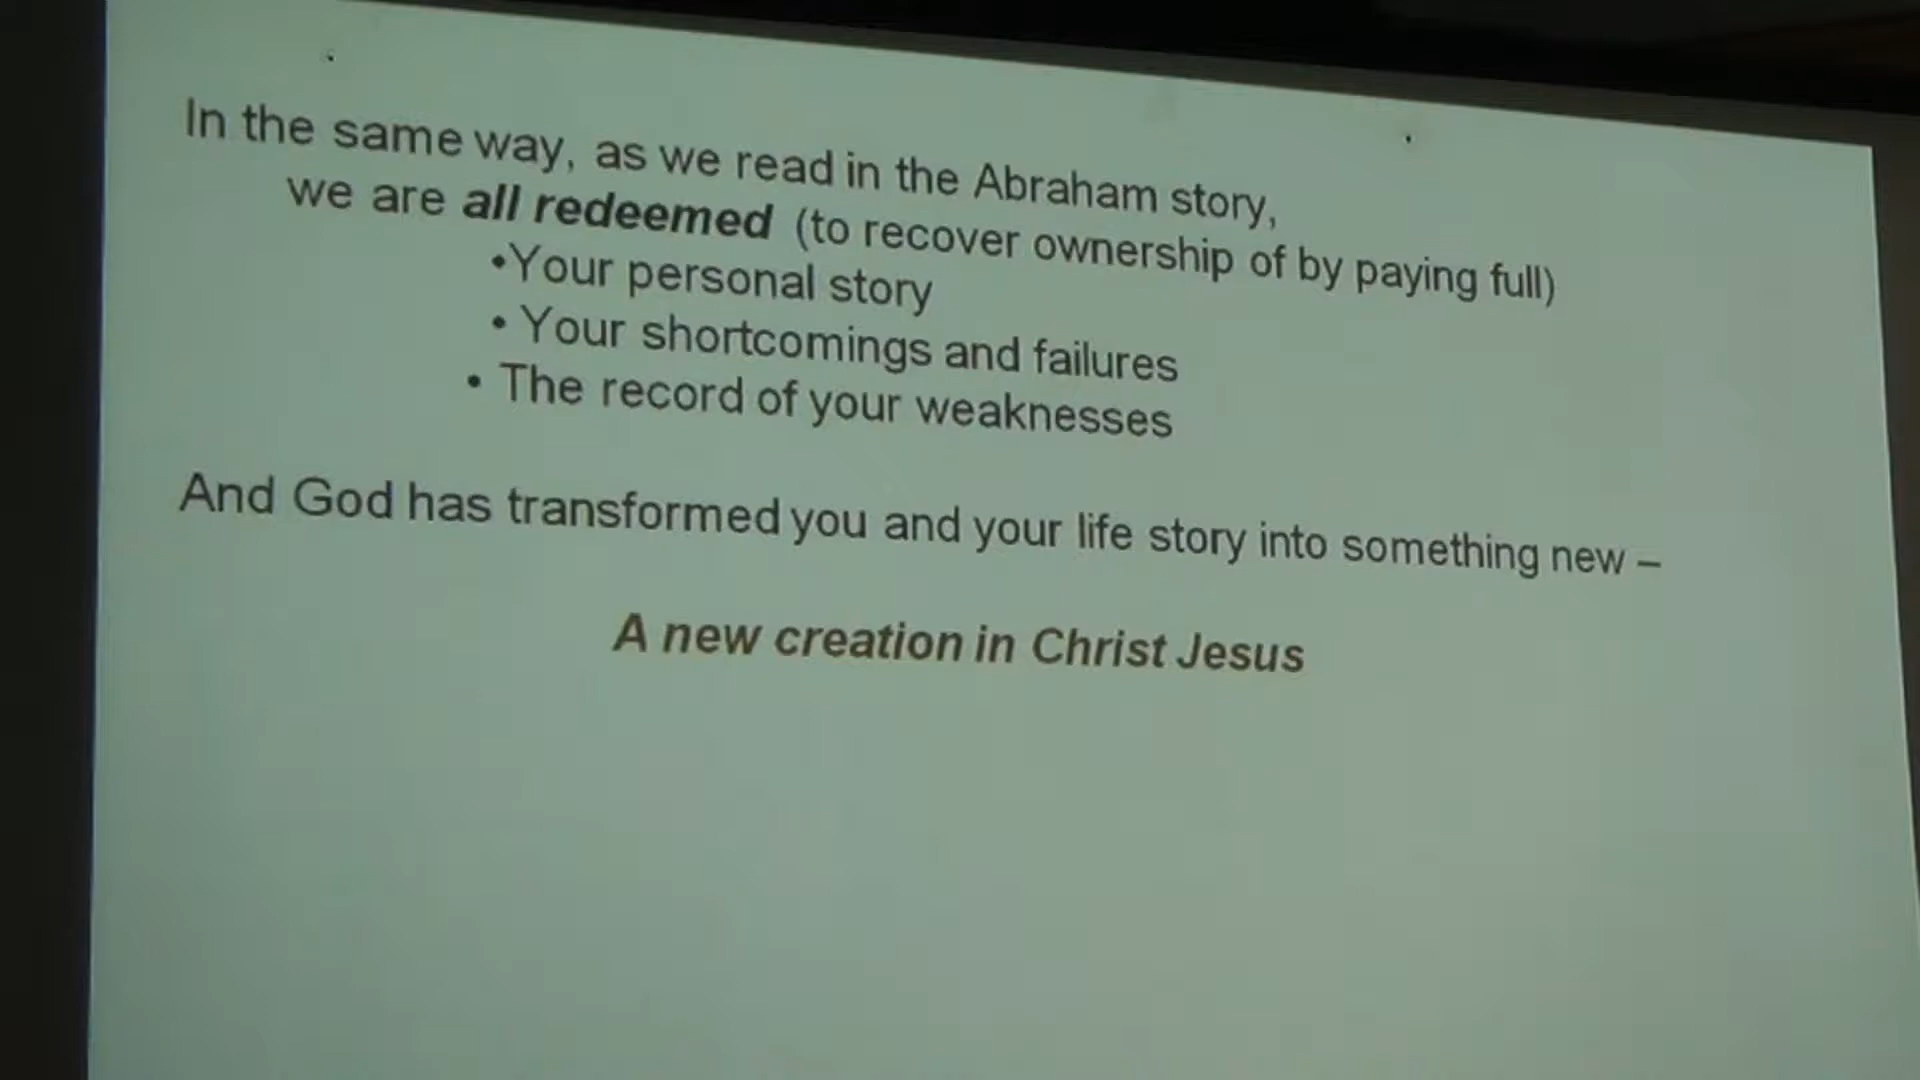 In the same way, as we read in the Abraham story,
we are all redeemed (to recover ownership of by paying full)
•Your personal story
• Your shortcomings and failures
• The record of your weaknesses
And God has transformed you and your life story into something new –
A new creation in Christ Jesus